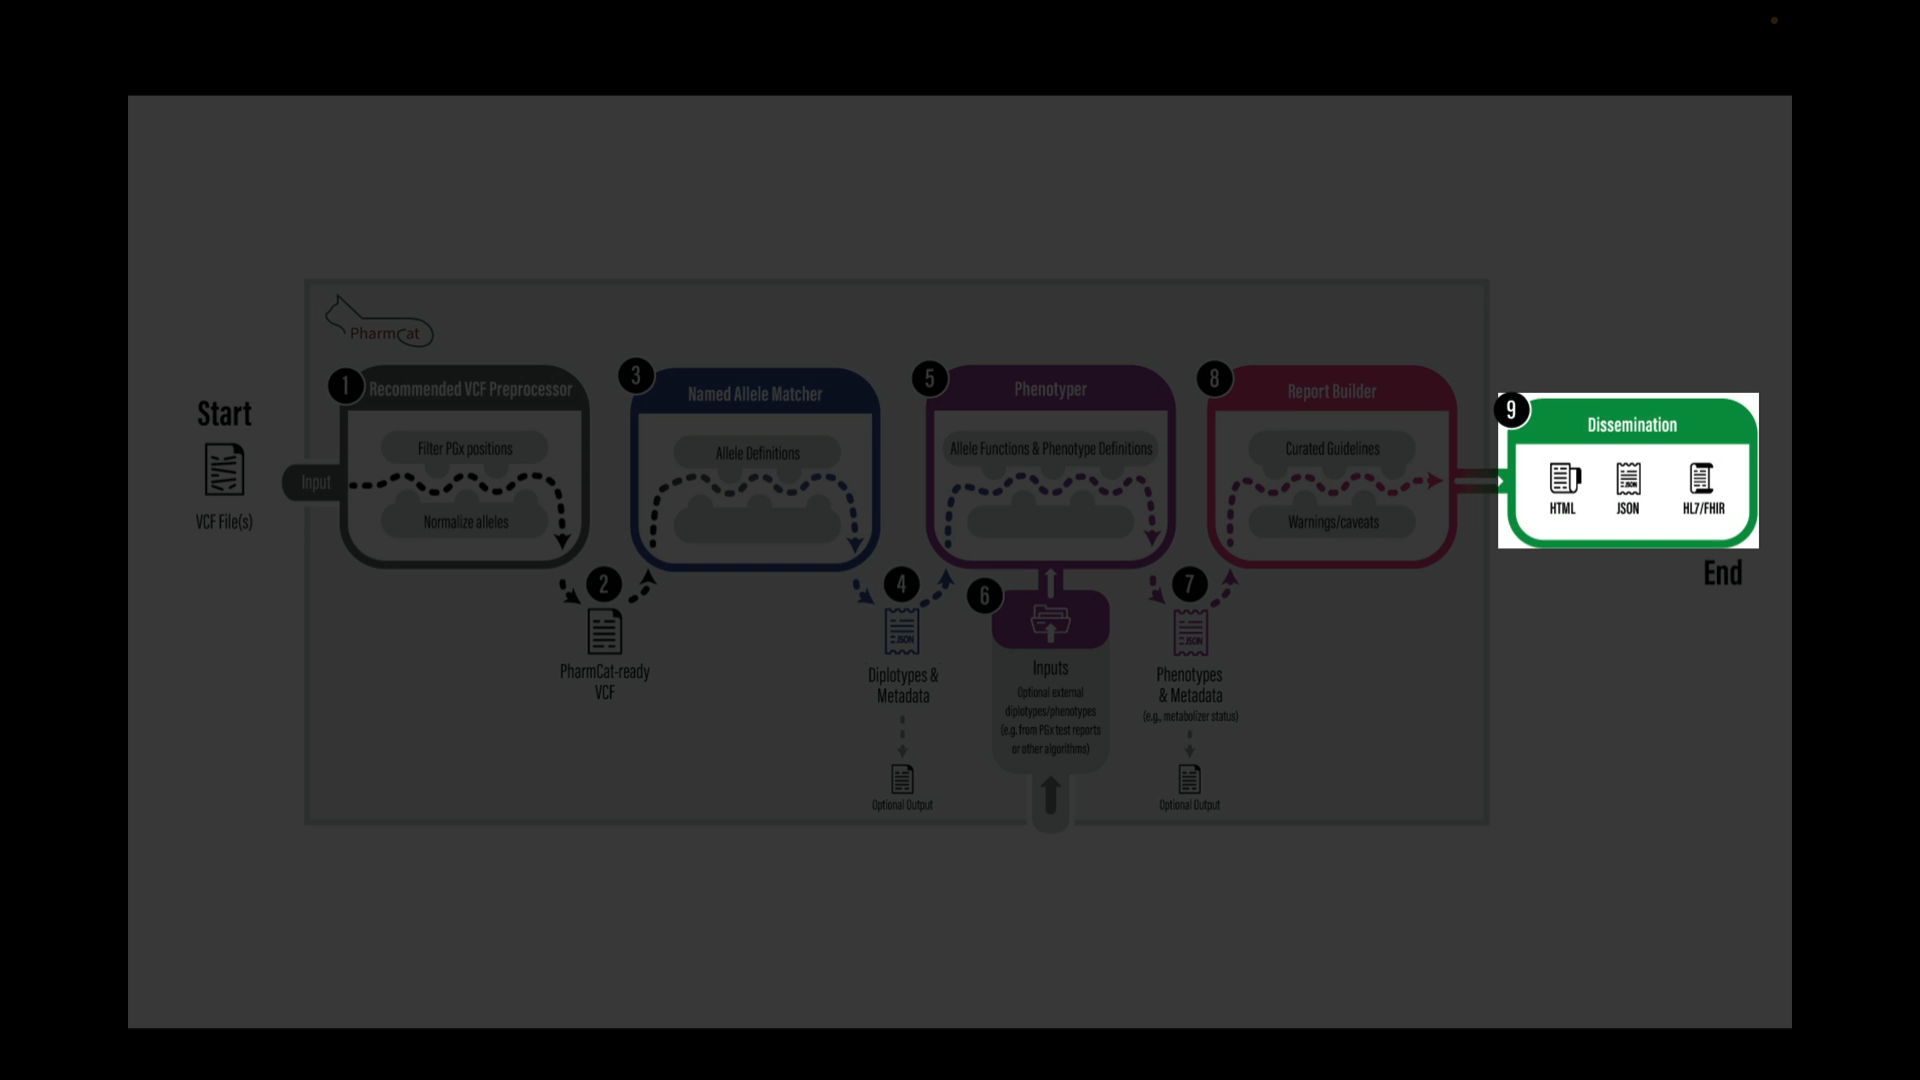 PharmCat
Start
VCF File(s)
Input
1
Recommended VCF Preprocessor
Filter PGx positions
Normalize alleles
2
PharmCat-ready
VCF
3
Named Allele Matcher
Allele Definitions
4
JSON
Diplotypes &
Metadata
Optional Output
5
Phenotyper
Allele Functions & Phenotype Definitions
6
Inputs
Optional external
diplotypes/phenotypes
(e.g. from PGx test reports
or other algorithms)
7
JSON
Phenotypes
& Metadata
(e.g., metabolizer status)
Optional Output
8
Report Builder
Curated Guidelines
Warnings/caveats
9
Dissemination
HTML
JSON
JSON
HL7/FHIR
End